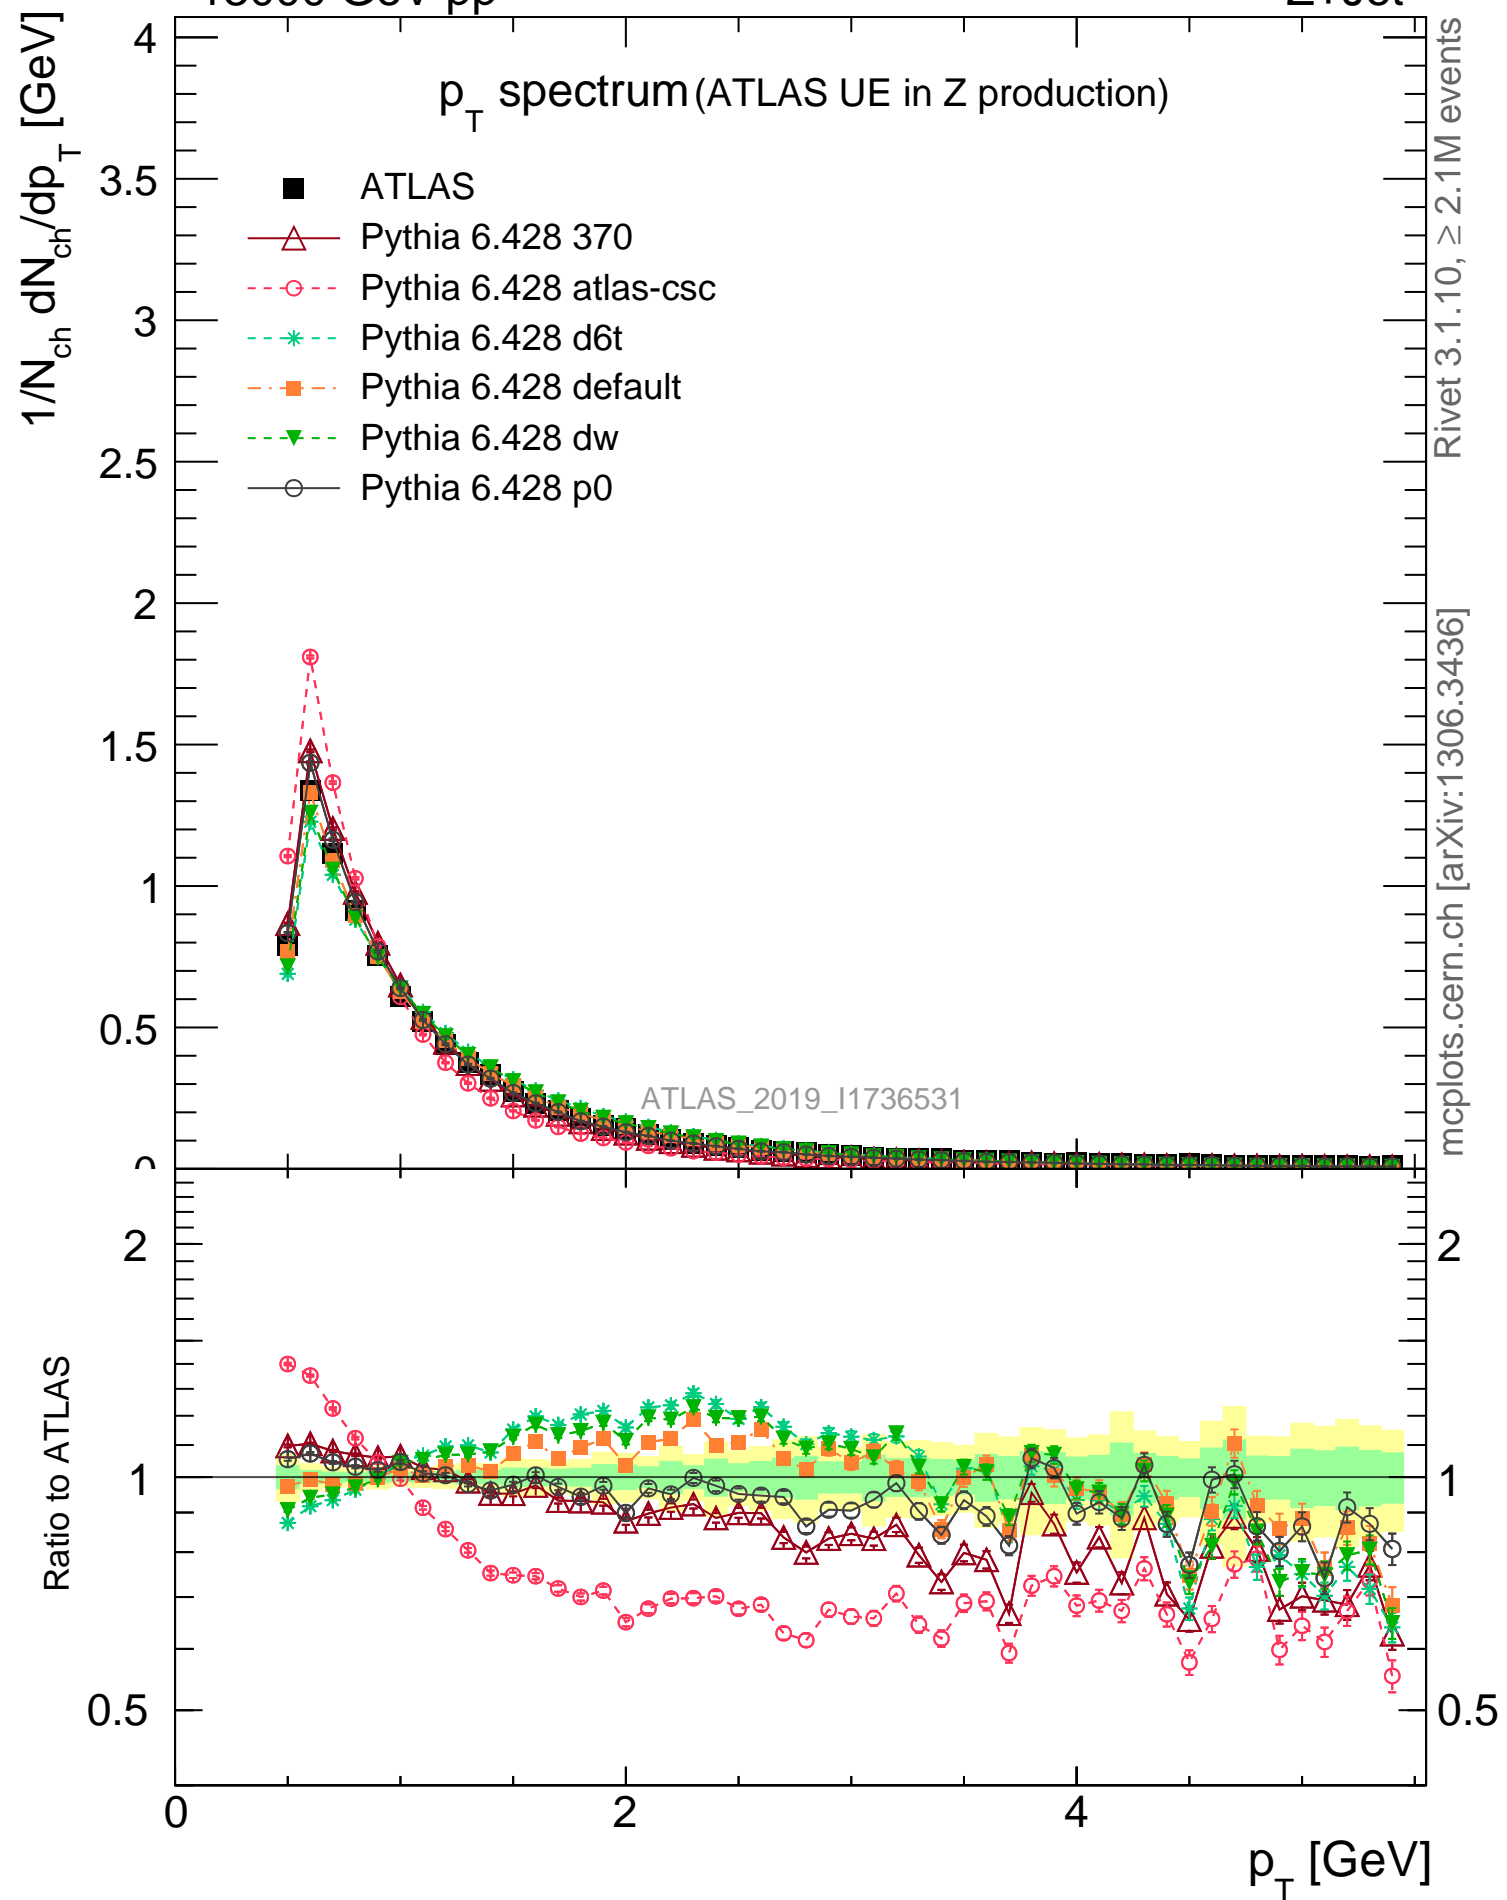 1/N_ch dN_ch/dp_T [GeV]
p_T spectrum (ATLAS UE in Z production)
ATLAS
Pythia 6.428 370
Pythia 6.428 atlas-csc
Pythia 6.428 d6t
Pythia 6.428 default
Pythia 6.428 dw
Pythia 6.428 p0
4
3.5
3
2.5
2
1.5
1
0.5
0
ATLAS_2019_I1736531
Rivet 3.1.10, ≥ 2.1M events
mcplots.cern.ch [arXiv:1306.3436]
Ratio to ATLAS
2
1
0.5
2
1
0.5
0
2
4
p_T [GeV]